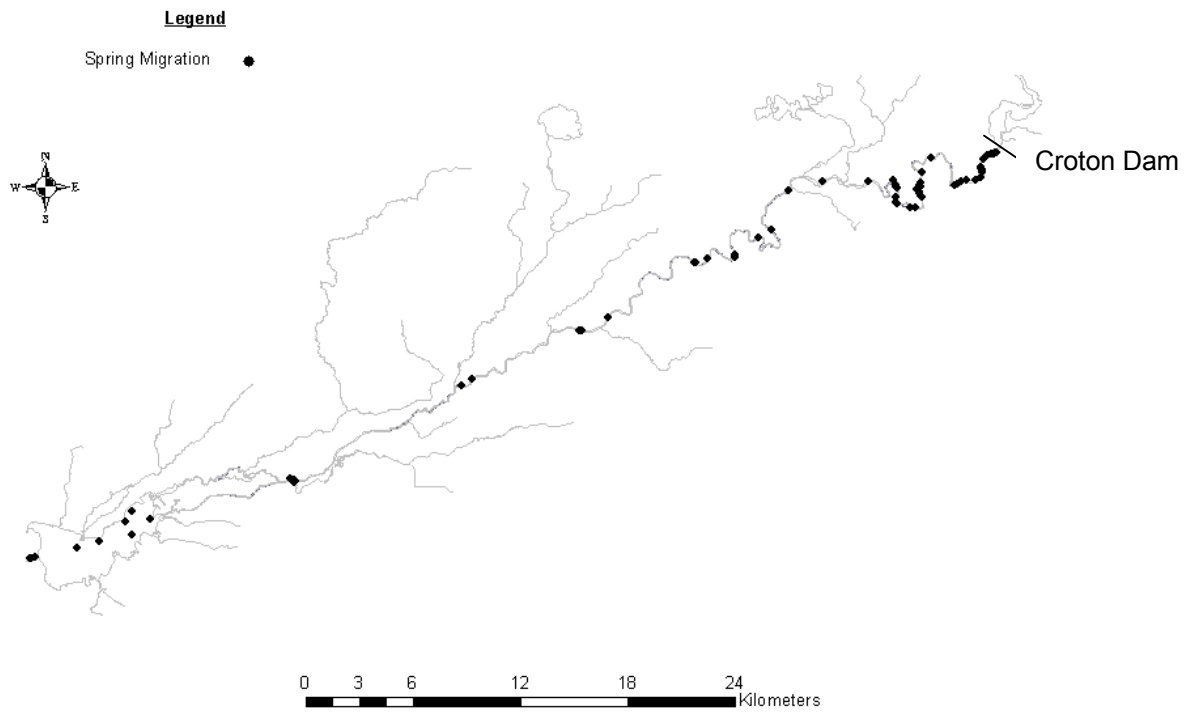 Legend
Spring Migration
N
W E
S
Croton Dam
0 3 6 12 18 24
Kilometers